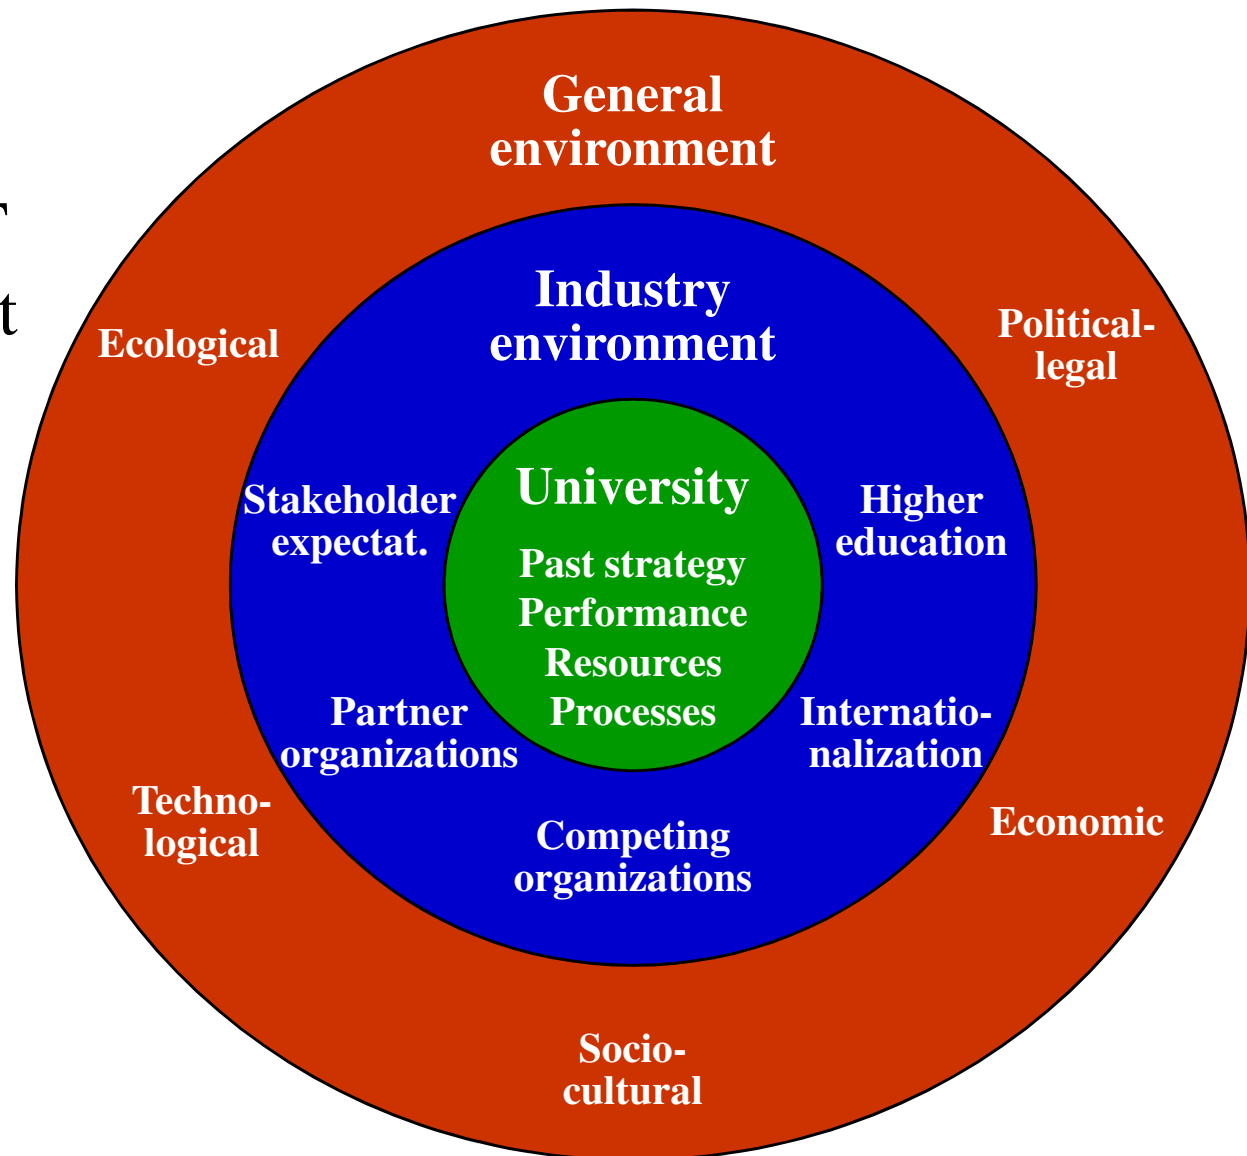 General
environment
Industry
environment
t
Ecological
Political-
legal
University
Stakeholder
expectat.
Higher
education
Past strategy
Performance
Resources
Processes
Partner
organizations
Internatio-
nalization
Techno-
logical
Economic
Competing
organizations
Socio-
cultural